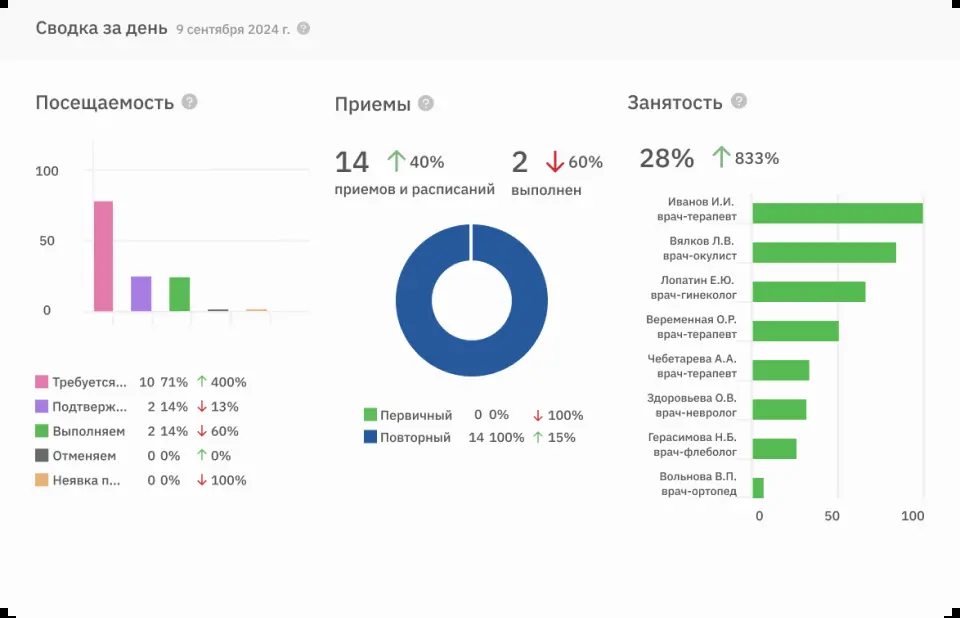 Сводка за день 9 сентября 2024 г. ?
Посещаемость ?
100
50
0
Требуется... 10 71% ↑ 400%
Подтверж... 2 14% ↓ 13%
Выполняем 2 14% ↓ 60%
Отменяем 0 0% ↑ 0%
Неявка п... 0 0% ↓ 100%
Приемы ?
14 ↑ 40% 2 ↓ 60%
приемов и расписаний выполнен
Первичный 0 0% ↓ 100%
Повторный 14 100% ↑ 15%
Занятость ?
28% ↑ 833%
Иванов И.И.
врач-терапевт
Вялков Л.В.
врач-окулист
Лопатин Е.Ю.
врач-гинеколог
Веременная О.Р.
врач-терапевт
Чебетарева А.А.
врач-терапевт
Здоровьева О.В.
врач-невролог
Герасимова Н.Б.
врач-флеболог
Вольнова В.П.
врач-ортопед
0 50 100